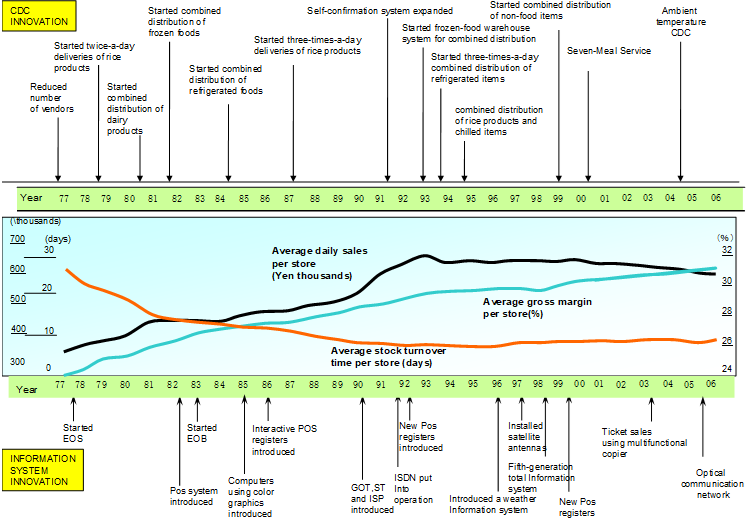 CDC
INNOVATION
Started combined
distribution of
frozen foods
Self-confirmation system expanded
Started combined distribution
of non-food items
Ambient
temperature
CDC
Started twice-a-day
deliveries of rice
products
Started three-times-a-day
deliveries of rice products
Started frozen-food warehouse
system for combined distribution
Seven-Meal Service
Reduced
number
of vendors
Started
combined
distribution of
dairy
products
Started combined
distribution of
refrigerated foods
Started three-times-a-day
combined distribution of
refrigerated items
combined distribution
of rice products and
chilled items
Year 77 78 79 80 81 82 83 84 85 86 87 88 89 90 91 92 93 94 95 96 97 98 99 00 01 02 03 04 05 06
(\thousands)
700 (days)
30
600
20
500
400 10
300 0
(%)
32
30
28
26
24
Average daily sales
per store
(Yen thousands)
Average gross margin
per store(%)
Average stock turnover
time per store (days)
Year 77 78 79 80 81 82 83 84 85 86 87 88 89 90 91 92 93 94 95 96 97 98 99 00 01 02 03 04 05 06
Started
EOS
Started
EOB
Interactive POS
registers
introduced
New Pos
registers
introduced
Installed
satellite
antennas
Ticket sales
using multifunctional
copier
INFORMATION
SYSTEM
INNOVATION
Pos system
introduced
Computers
using color
graphics
introduced
GOT,ST
and ISP
introduced
ISDN put
Into
operation
Introduced a weather
Information system
Fifth-generation
total Information
system
New Pos
registers
Optical
communication
network